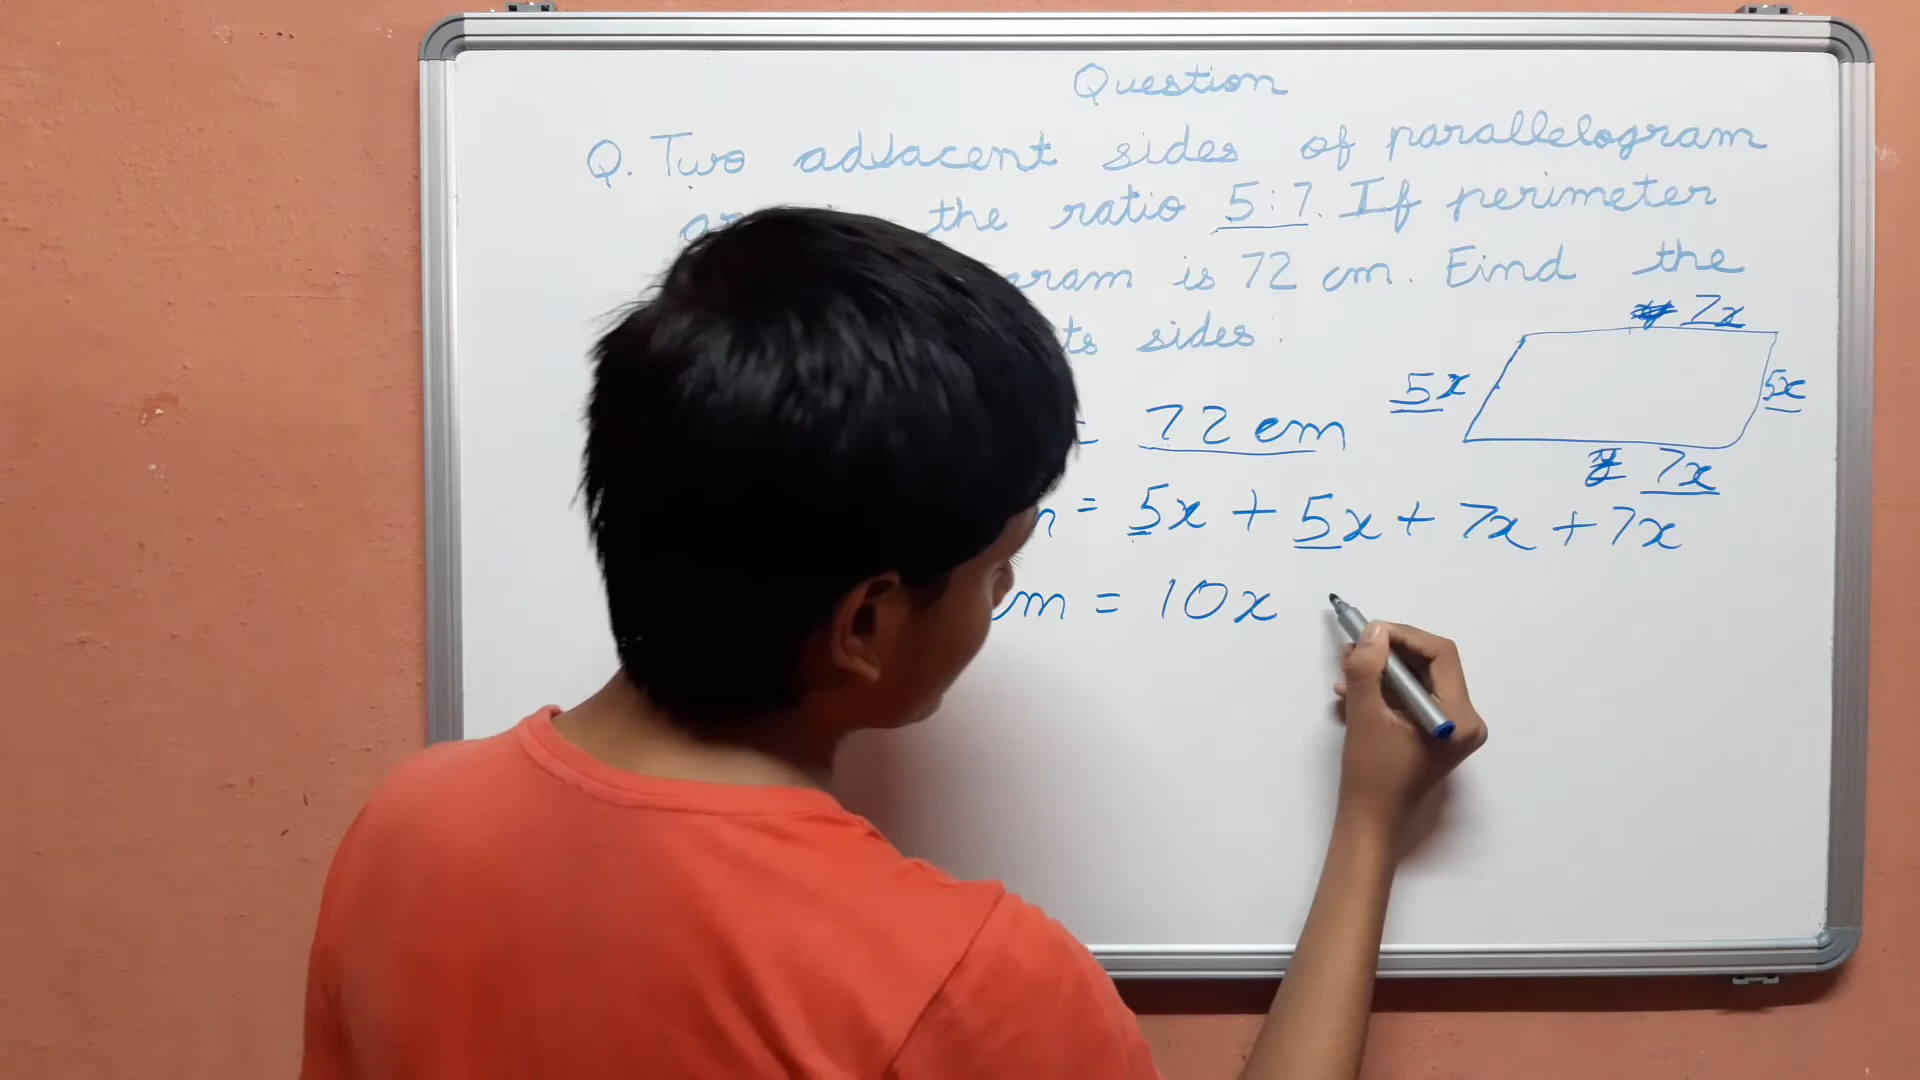 Question
Q. Two adjacent sides of parallelogram
the ratio 5:7. If perimeter
is 72 cm. Find the
sides.
7x
5x
5x
= 72 cm
7x
= 5x + 5x + 7x + 7x
cm = 10x